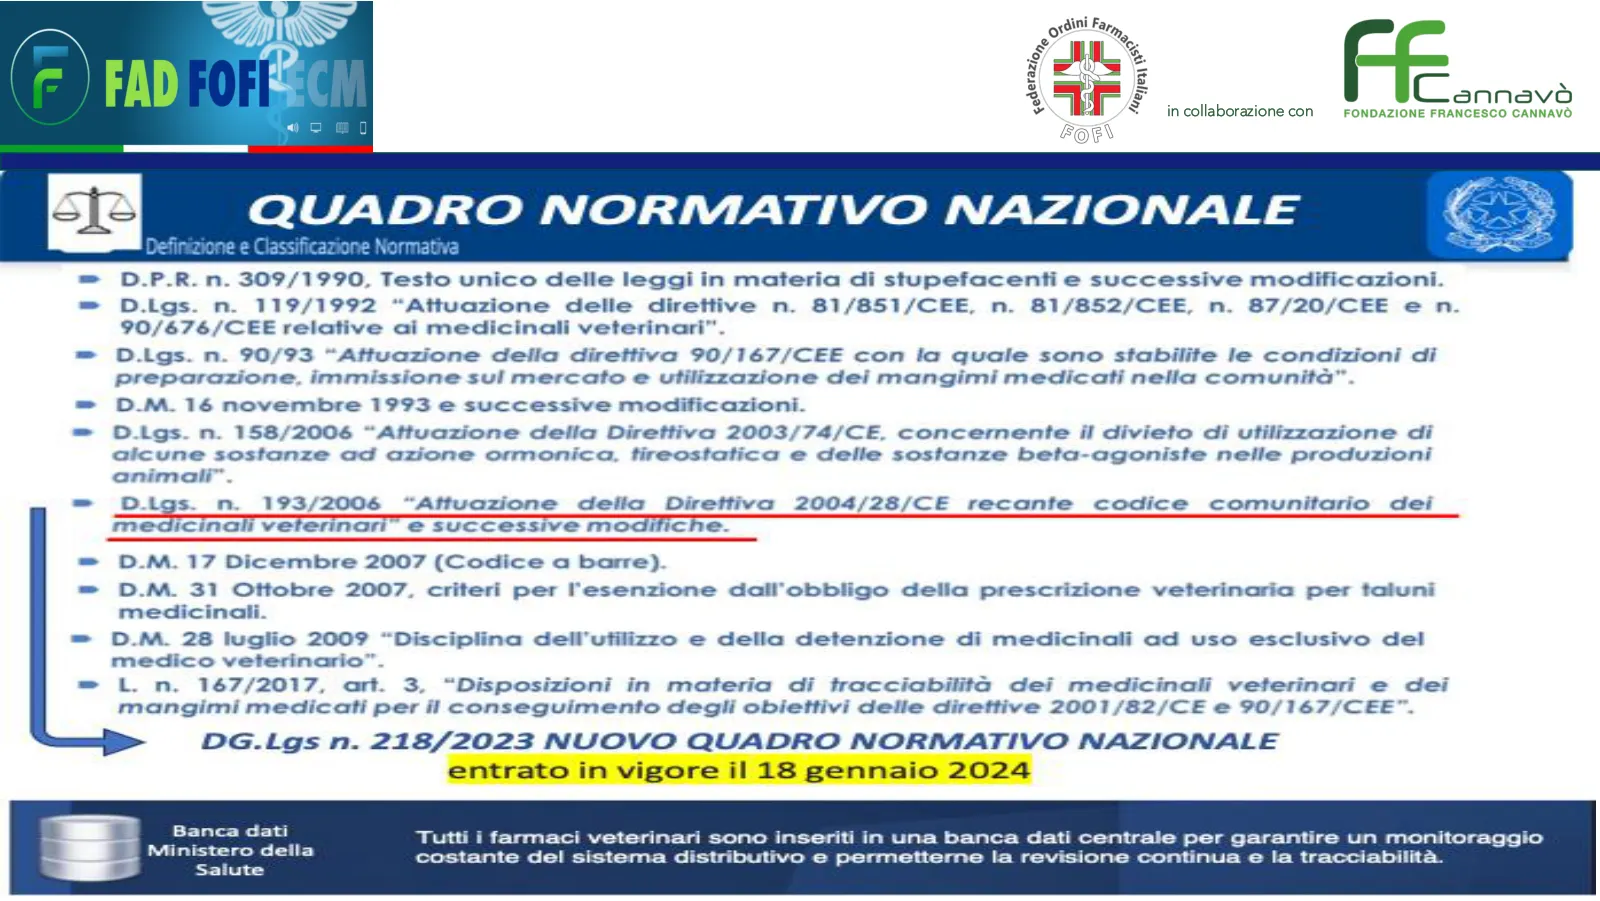 FAD FOFI ECM
Federazione Ordini Farmacisti Italiani
FOFI
in collaborazione con
Cannavò
FONDAZIONE FRANCESCO CANNAVÒ
QUADRO NORMATIVO NAZIONALE
Definizione e Classificazione Normativa
D.P.R. n. 309/1990, Testo unico delle leggi in materia di stupefacenti e successive modificazioni.
D.Lgs. n. 119/1992 “Attuazione delle direttive n. 81/851/CEE, n. 81/852/CEE, n. 87/20/CEE e n.
90/676/CEE relative ai medicinali veterinari”.
D.Lgs. n. 90/93 “Attuazione della direttiva 90/167/CEE con la quale sono stabilite le condizioni di
preparazione, immissione sul mercato e utilizzazione dei mangimi medicati nella comunità”.
D.M. 16 novembre 1993 e successive modificazioni.
D.Lgs. n. 158/2006 “Attuazione della Direttiva 2003/74/CE, concernente il divieto di utilizzazione di
alcune sostanze ad azione ormonica, tireostatica e delle sostanze beta-agoniste nelle produzioni
animali”.
D.Lgs. n. 193/2006 “Attuazione della Direttiva 2004/28/CE recante codice comunitario dei
medicinali veterinari” e successive modifiche.
D.M. 17 Dicembre 2007 (Codice a barre).
D.M. 31 Ottobre 2007, criteri per l'esenzione dall'obbligo della prescrizione veterinaria per taluni
medicinali.
D.M. 28 luglio 2009 “Disciplina dell'utilizzo e della detenzione di medicinali ad uso esclusivo del
medico veterinario”.
L. n. 167/2017, art. 3, “Disposizioni in materia di tracciabilità dei medicinali veterinari e dei
mangimi medicati per il conseguimento degli obiettivi delle direttive 2001/82/CE e 90/167/CEE”.
DG.Lgs n. 218/2023 NUOVO QUADRO NORMATIVO NAZIONALE
entrato in vigore il 18 gennaio 2024
Banca dati
Ministero della
Salute
Tutti i farmaci veterinari sono inseriti in una banca dati centrale per garantire un monitoraggio
costante del sistema distributivo e permetterne la revisione continua e la tracciabilità.